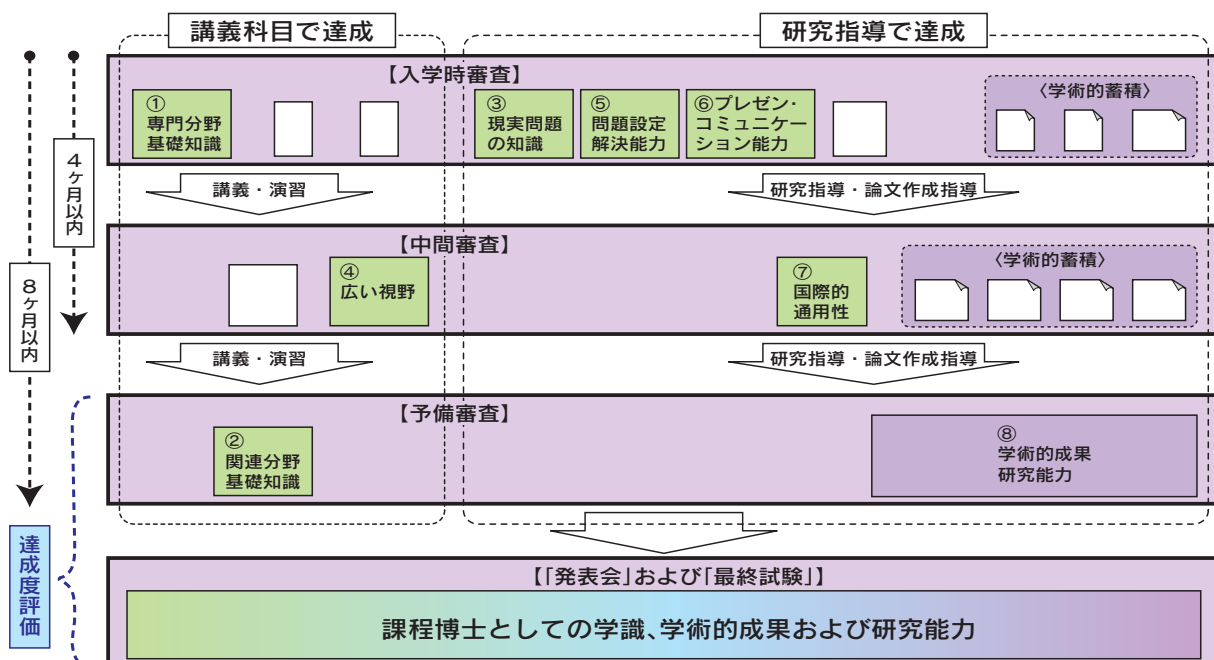 講義科目で達成
研究指導で達成
【入学時審査】
①
専門分野
基礎知識
③
現実問題
の知識
⑤
問題設定
解決能力
⑥プレゼン・
コミュニケー
ション能力
〈学術的蓄積〉
4ヶ月以内
8ヶ月以内
講義・演習
研究指導・論文作成指導
【中間審査】
④
広い視野
⑦
国際的
通用性
〈学術的蓄積〉
講義・演習
研究指導・論文作成指導
【予備審査】
②
関連分野
基礎知識
⑧
学術的成果
研究能力
達成度評価
【「発表会」および「最終試験」】
課程博士としての学識、学術的成果および研究能力